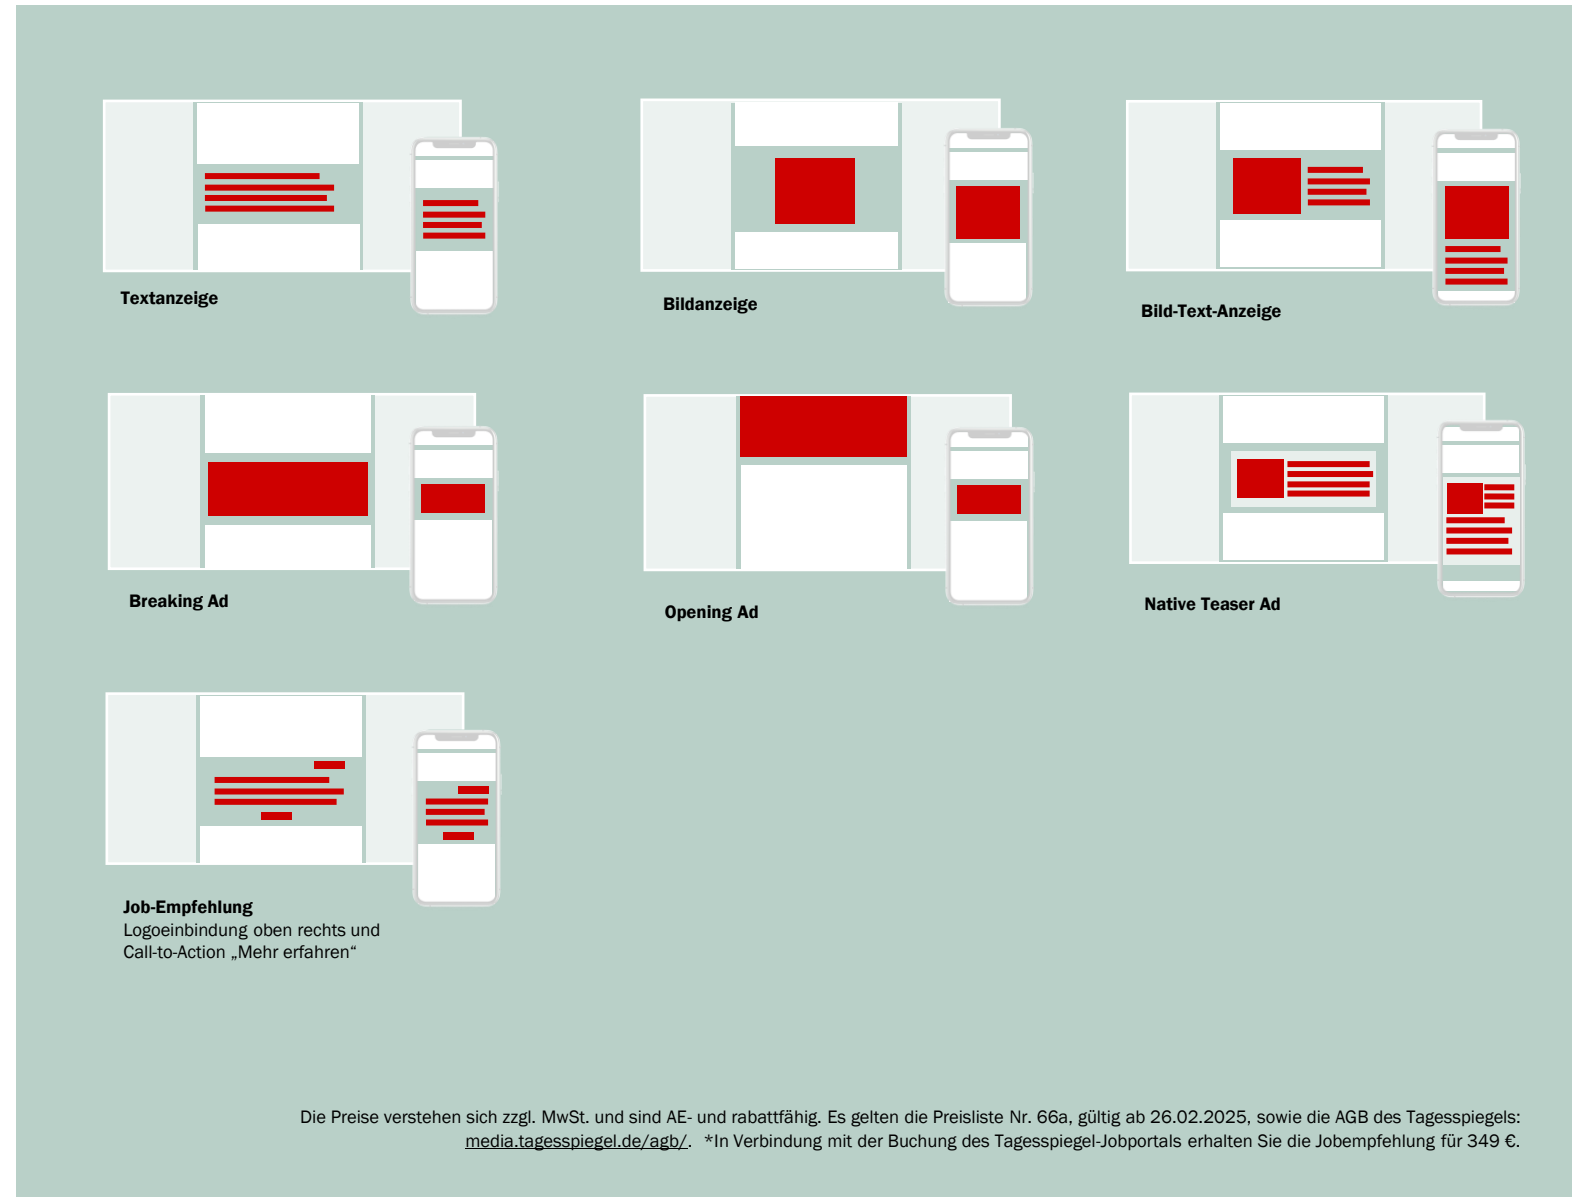 Textanzeige
Bildanzeige
Bild-Text-Anzeige
Breaking Ad
Opening Ad
Native Teaser Ad
Job-Empfehlung
Logoeinbindung oben rechts und
Call-to-Action „Mehr erfahren“
Die Preise verstehen sich zzgl. MwSt. und sind AE- und rabattfähig. Es gelten die Preisliste Nr. 66a, gültig ab 26.02.2025, sowie die AGB des Tagesspiegels:
media.tagesspiegel.de/agb/. *In Verbindung mit der Buchung des Tagesspiegel-Jobportals erhalten Sie die Jobempfehlung für 349 €.